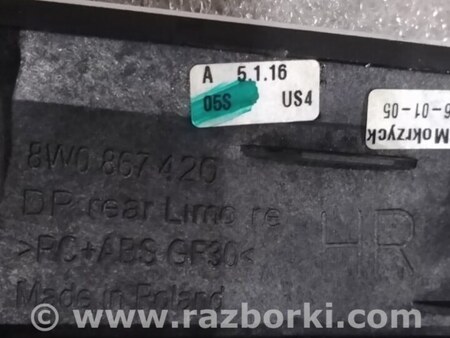 A 5.1.16
05S US4
Mokrzyck
5-01-05
8W0 867 420
DP rear Limo re
>PC+ABS GF30<
HR
Made in Poland
www.razborki.com